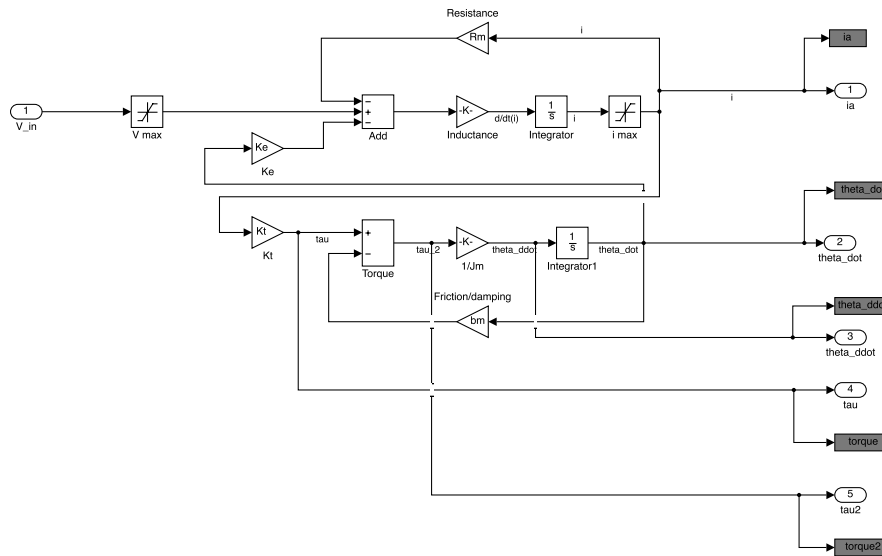 Resistance
Rm
i
ia
1
V_in
V max
−
+
−
Add
-K-
Inductance
d/dt(i)
1
s
Integrator
i
i max
i
1
ia
Ke
Ke
theta_do
Kt
Kt
tau
+
−
Torque
tau_2
-K-
1/Jm
theta_ddot
1
s
Integrator1
theta_dot
2
theta_dot
Friction/damping
bm
theta_ddo
3
theta_ddot
4
tau
torque
5
tau2
torque2